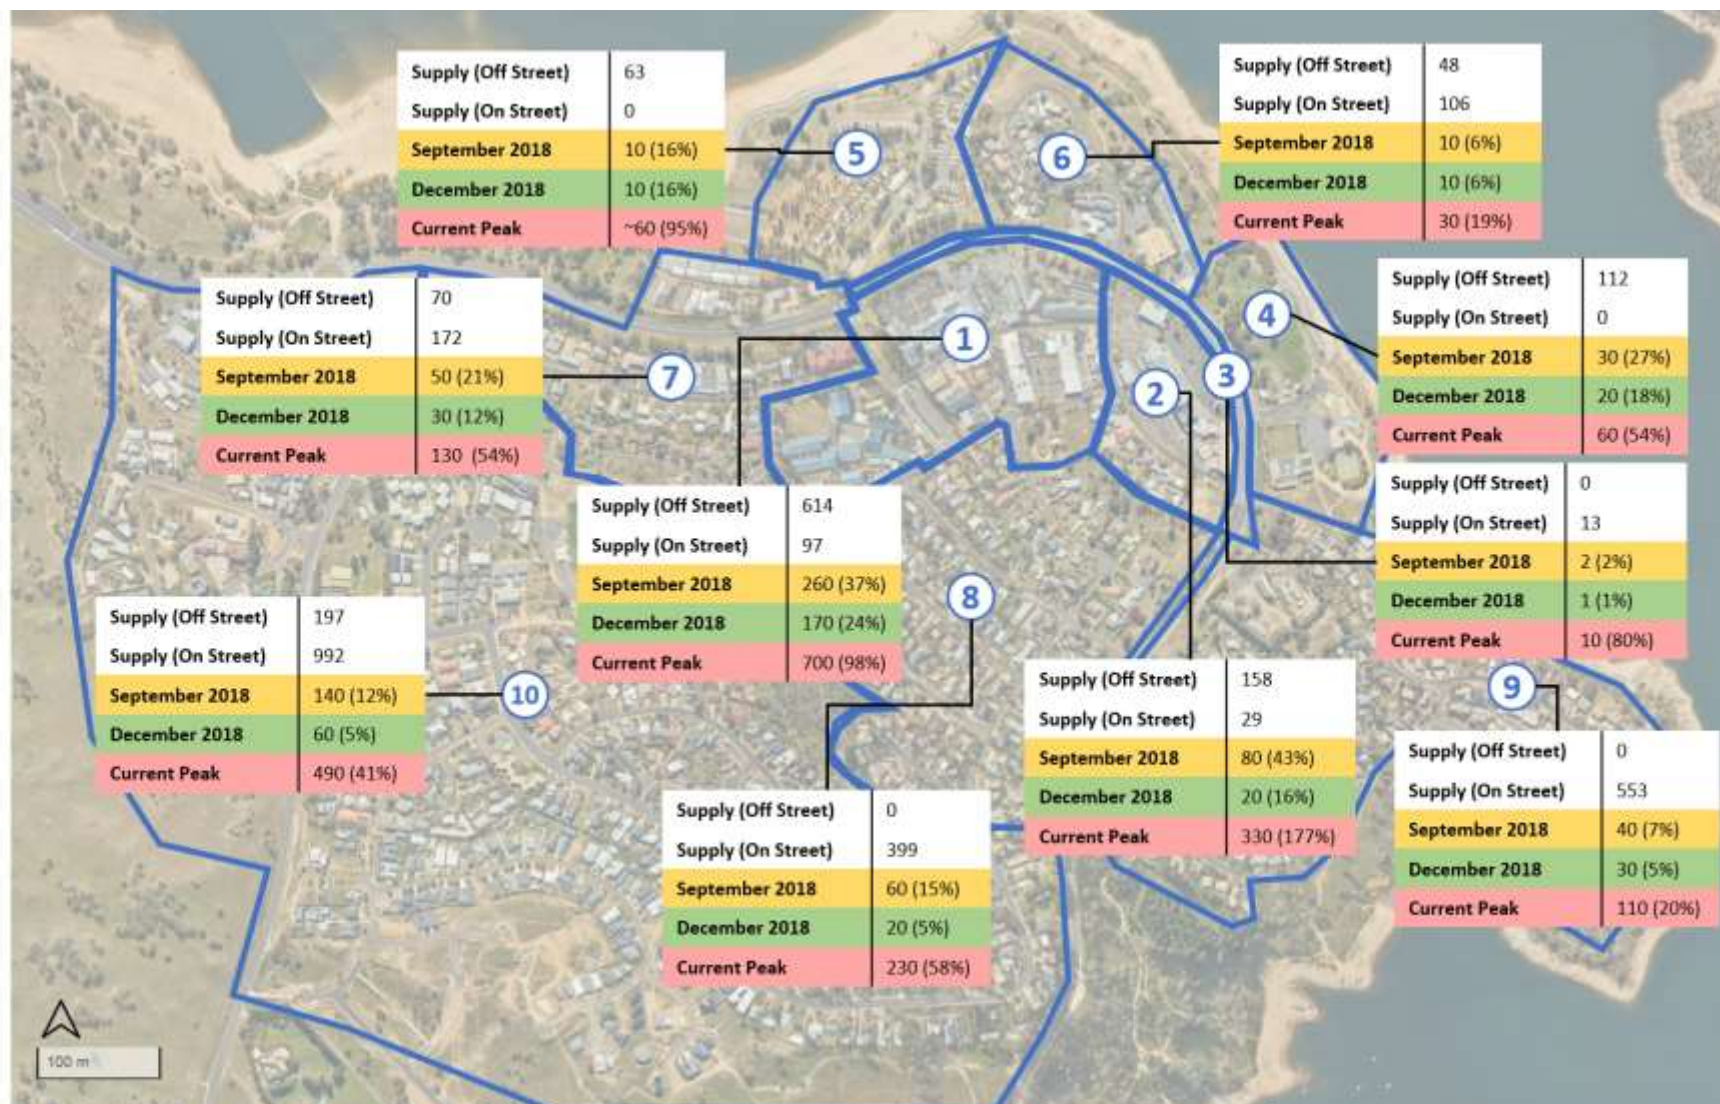 Supply (Off Street) 63
Supply (On Street) 0
September 2018 10 (16%)
December 2018 10 (16%)
Current Peak ~60 (95%)
Supply (Off Street) 48
Supply (On Street) 106
September 2018 10 (6%)
December 2018 10 (6%)
Current Peak 30 (19%)
5
6
Supply (Off Street) 70
Supply (On Street) 172
September 2018 50 (21%)
December 2018 30 (12%)
Current Peak 130 (54%)
7
1
2
3
4
Supply (Off Street) 112
Supply (On Street) 0
September 2018 30 (27%)
December 2018 20 (18%)
Current Peak 60 (54%)
Supply (Off Street) 0
Supply (On Street) 13
September 2018 2 (2%)
December 2018 1 (1%)
Current Peak 10 (80%)
Supply (Off Street) 614
Supply (On Street) 97
September 2018 260 (37%)
December 2018 170 (24%)
Current Peak 700 (98%)
8
Supply (Off Street) 197
Supply (On Street) 992
September 2018 140 (12%)
December 2018 60 (5%)
Current Peak 490 (41%)
10
Supply (Off Street) 158
Supply (On Street) 29
September 2018 80 (43%)
December 2018 20 (16%)
Current Peak 330 (177%)
9
Supply (Off Street) 0
Supply (On Street) 553
September 2018 40 (7%)
December 2018 30 (5%)
Current Peak 110 (20%)
Supply (Off Street) 0
Supply (On Street) 399
September 2018 60 (15%)
December 2018 20 (5%)
Current Peak 230 (58%)
100 m